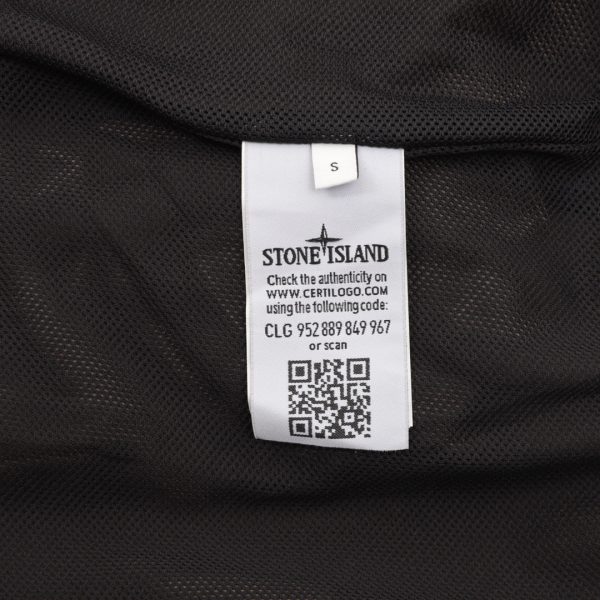 S
STONE ISLAND
Check the authenticity on
WWW.CERTILOGO.COM
using the following code:
CLG 952 889 849 967
or scan